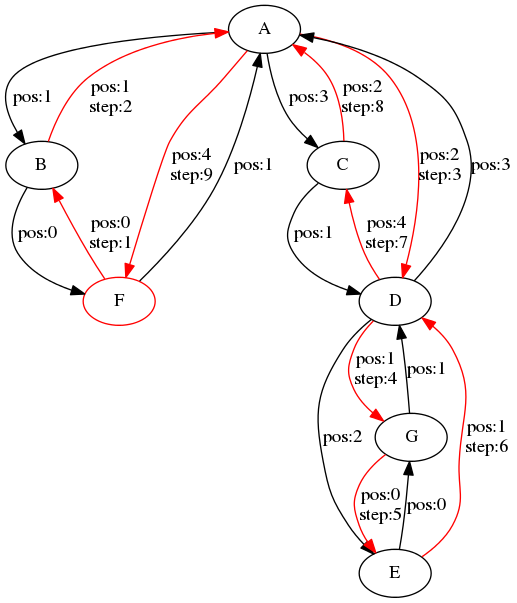 A
pos:1
pos:1
step:2
pos:4
step:9
pos:1
pos:3
pos:2
step:8
pos:2
step:3
pos:3
B
C
pos:0
pos:0
step:1
pos:1
pos:4
step:7
F
D
pos:2
pos:1
step:4
pos:1
pos:1
step:6
G
pos:0
step:5
pos:0
E